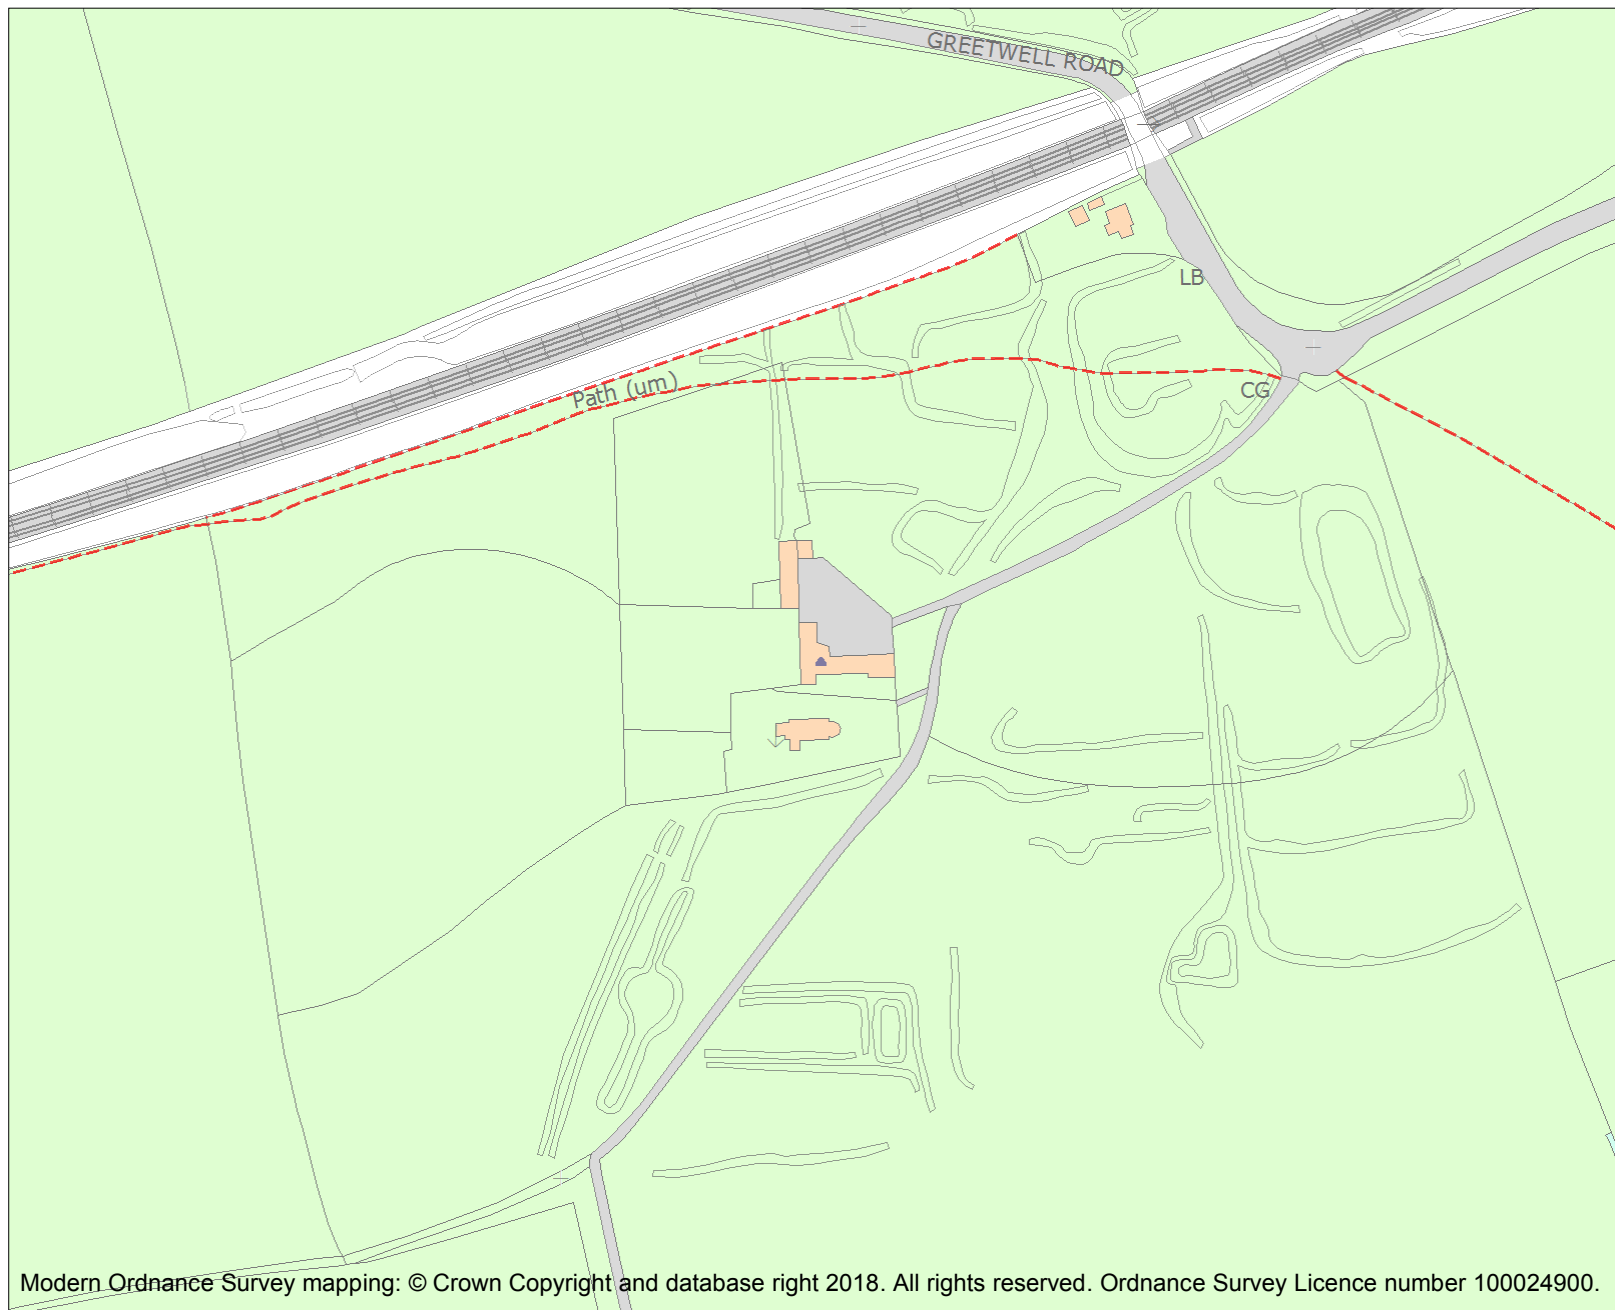 GREETWELL ROAD
LB
Path (um)
CG
Modern Ordnance Survey mapping: © Crown Copyright and database right 2018. All rights reserved. Ordnance Survey Licence number 100024900.